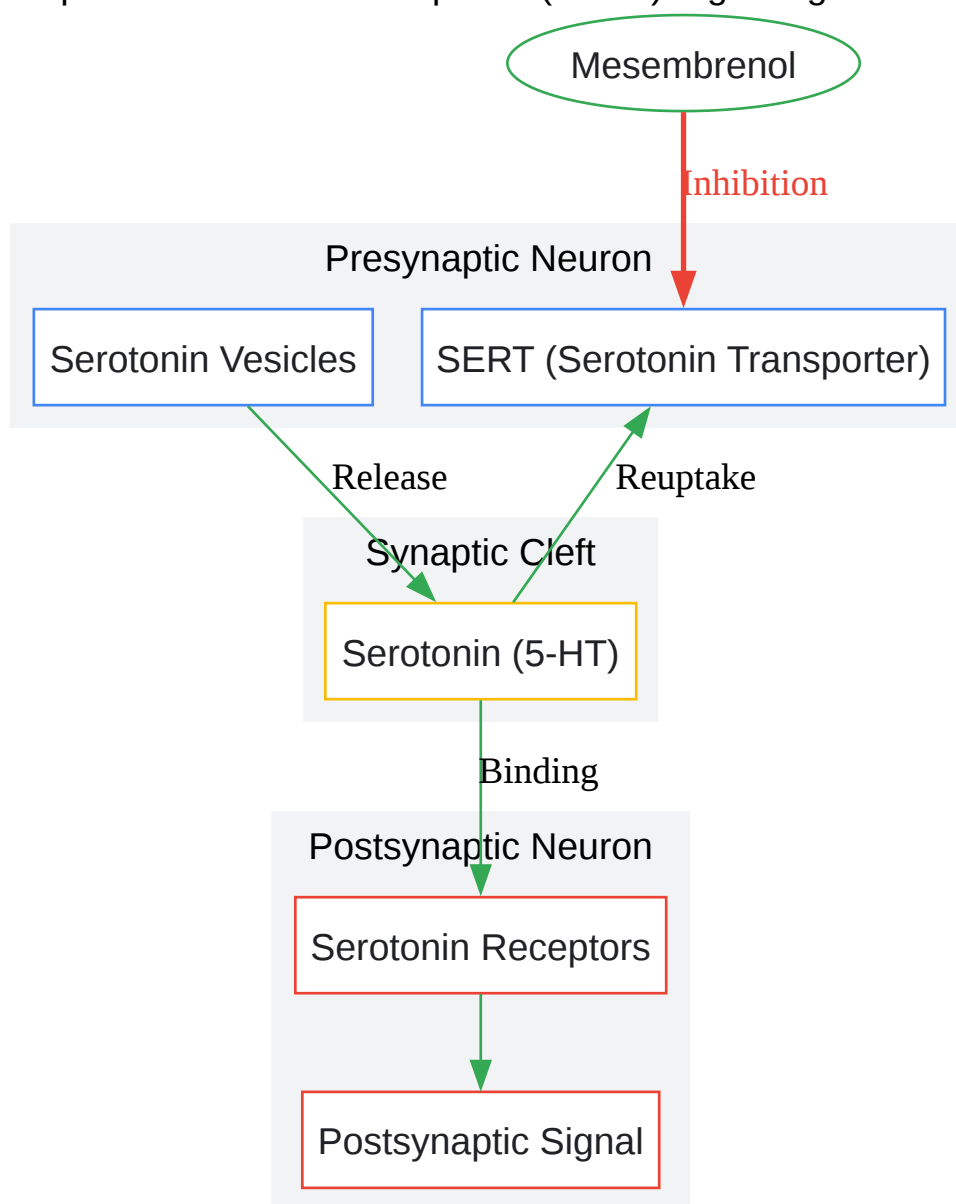 Mesembrenol
Inhibition
Presynaptic Neuron
Serotonin Vesicles
SERT (Serotonin Transporter)
Release
Reuptake
Synaptic Cleft
Serotonin (5-HT)
Binding
Postsynaptic Neuron
Serotonin Receptors
Postsynaptic Signal